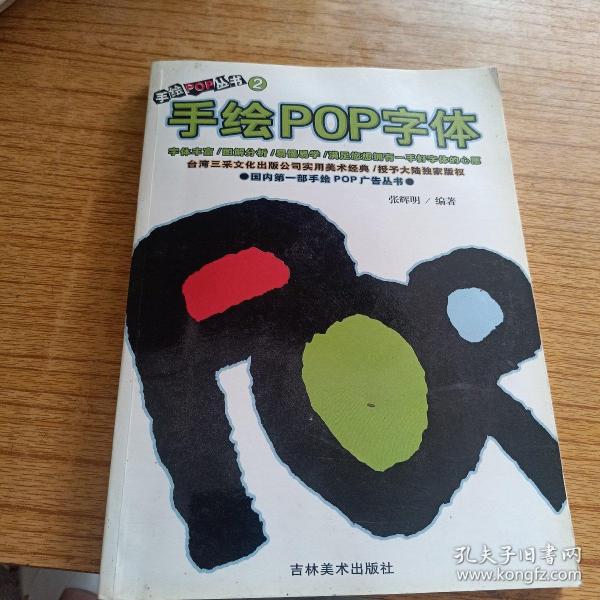 手绘POP丛书 2
手绘POP字体
字体丰富/图解分析/易懂易学/满足您想拥有一手好字体的心愿
台湾三采文化出版公司实用美术经典/授予大陆独家版权
●国内第一部手绘POP广告丛书●
张辉明/编著
POP
吉林美术出版社
孔夫子旧书网
www.kongfz.com